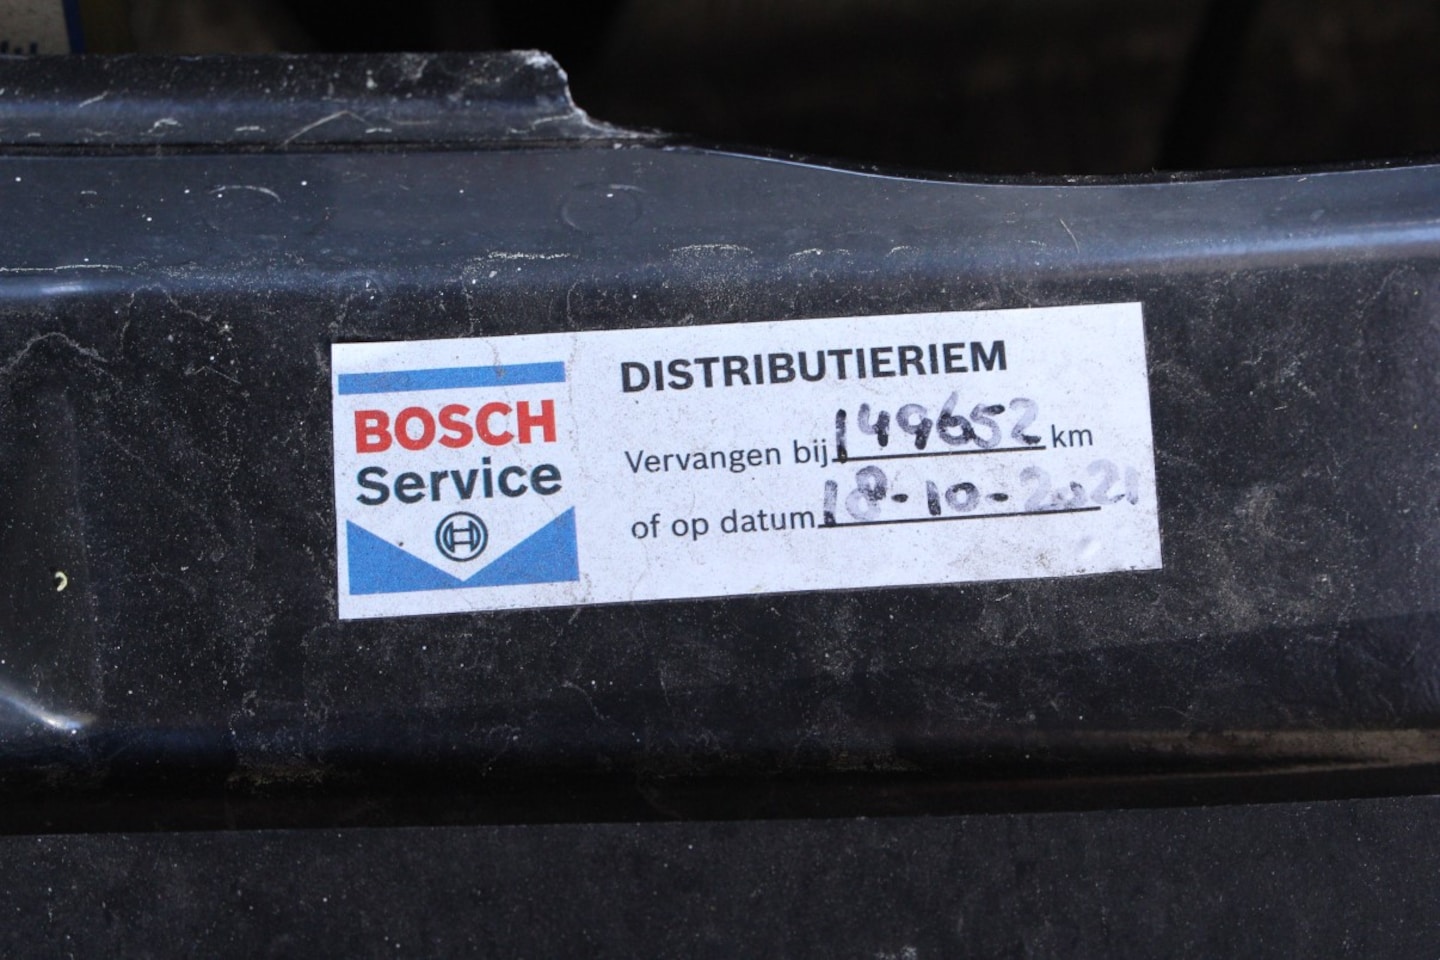 BOSCH
Service
DISTRIBUTIERIEM
Vervangen bij 149652 km
of op datum 18-10-2021